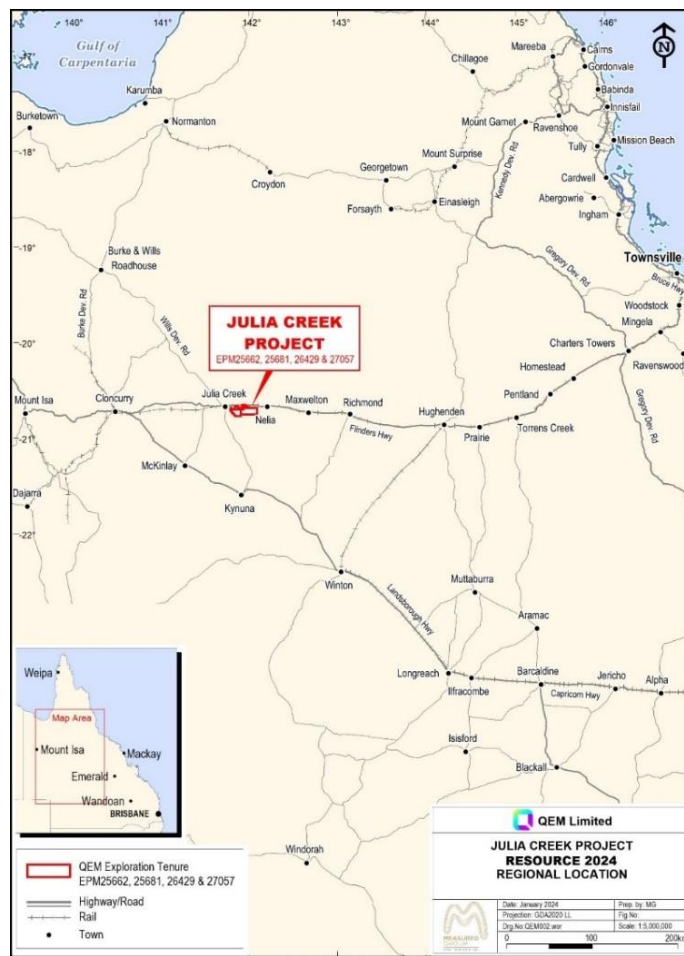 140°
141°
142°
143°
144°
145°
146°
N
Gulf of
Carpentaria
-17°
Mareeba
Cairns
Gordonvale
Chillagoe
Babinda
Karumba
Innisfail
Burketown
Normanton
Mount Garnet
Ravenshoe
Mission Beach
-18°
Tully
Mount Surprise
Georgetown
Croydon
Kennedy Dev. Rd
Cardwell
Forsayth
Einasleigh
Abergowrie
Ingham
-19°
Burke & Wills
Roadhouse
Gregory Dev. Rd
Townsville
Bruce Hwy
Burke Dev. Rd
Wills Dev. Rd
Woodstock
-20°
JULIA CREEK
PROJECT
EPM25662, 25681, 26429 & 27057
Mingela
Charters Towers
Ravenswood
Homestead
Pentland
Mount Isa
Cloncurry
Julia Creek
Maxwelton
Richmond
Hughenden
Nelia
Flinders Hwy
Prairie
Torrens Creek
Gregory Dev. Rd
-21°
McKinlay
Dajarra
Kynuna
-22°
Winton
Muttaburra
Landsborough Hwy
Aramac
Longreach
Ilfracombe
Barcaldine
Jericho
Alpha
Capricorn Hwy
Isisford
Blackall
Windorah
Weipa
Map Area
Mount Isa
Mackay
Emerald
Wandoan
BRISBANE
QEM Exploration Tenure
EPM25662, 25681, 26429 & 27057
Highway/Road
Rail
Town
QEM Limited
JULIA CREEK PROJECT
RESOURCE 2024
REGIONAL LOCATION
MEASURED
GROUP
Date: January 2024
Prep. by: MG
Projection: GDA2020 LL
Fig No:
Drg.No:QEM002.wor
Scale: 1:5,000,000
0
100
200km